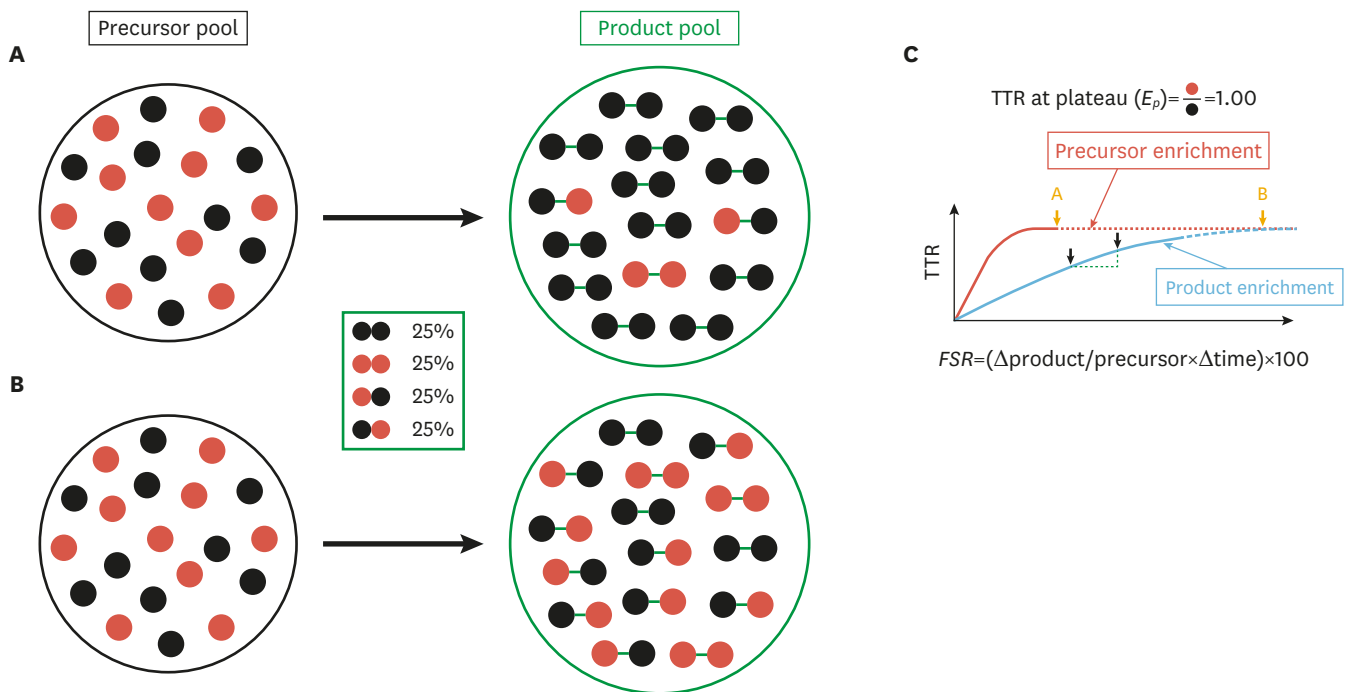 Precursor pool
Product pool
A
25%
25%
25%
25%
B
C
TTR at plateau (Eₚ)= =1.00
Precursor enrichment
A
B
TTR
Product enrichment
FSR=(Δproduct/precursor×Δtime)×100